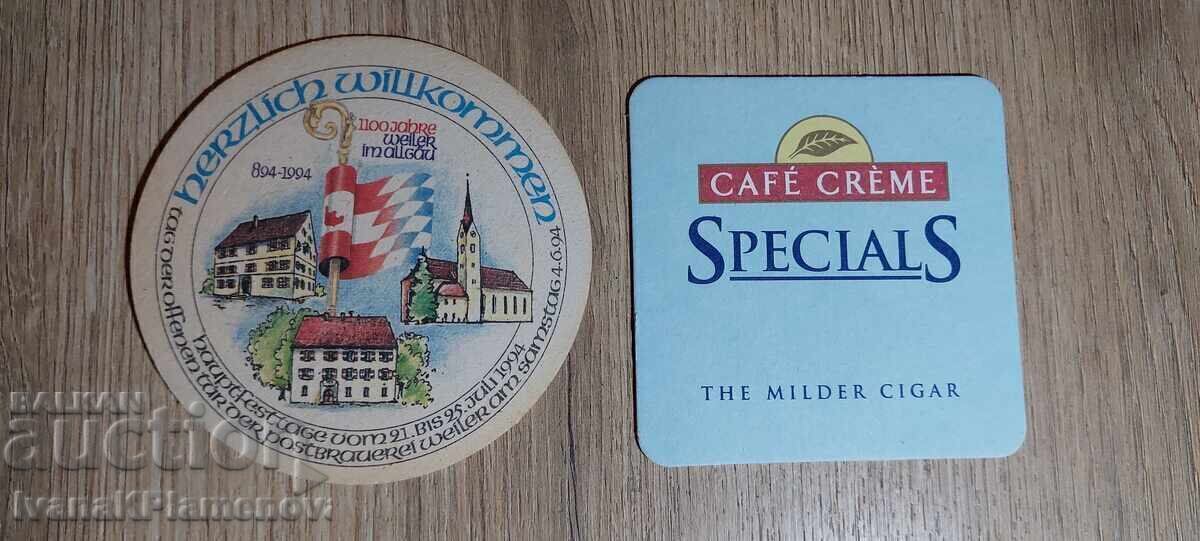 herzlich willkommen
1100 Jahre
weiler
im allgäu
894-1994
hauptfesttage vom 21. bis 25. juli 1994
tag der offenen tür der postbrauerei weiler am samstag 4.6.94
CAFÉ CRÈME
SPECIALS
THE MILDER CIGAR
BALKAN
auction
IvanaKPlamenov